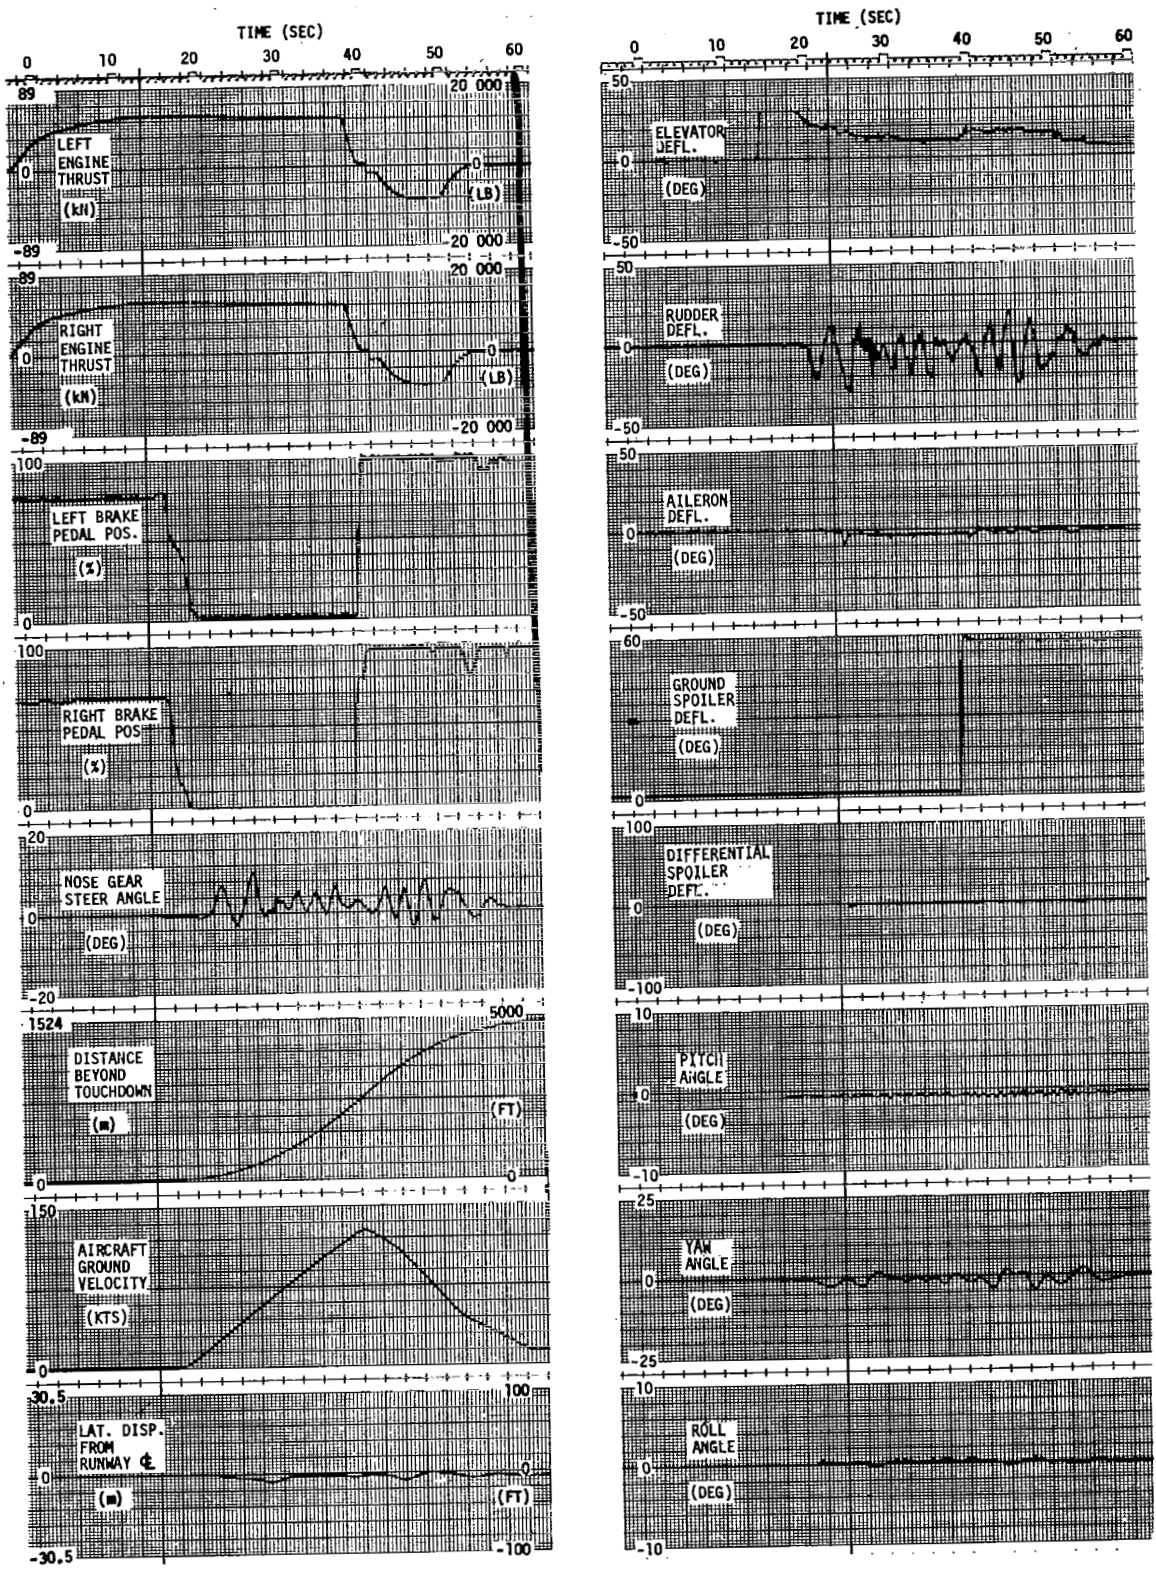 TIME (SEC)
0 10 20 30 40 50 60
89
20 000
LEFT
ENGINE
THRUST
(kN)
0
0
(LB)
-89
-20 000
89
20 000
RIGHT
ENGINE
THRUST
(kN)
0
0
(LB)
-89
-20 000
100
LEFT BRAKE
PEDAL POS.
(%)
0
100
RIGHT BRAKE
PEDAL POS
(%)
0
20
NOSE GEAR
STEER ANGLE
0
(DEG)
-20
1524
5000
DISTANCE
BEYOND
TOUCHDOWN
(m)
(FT)
0
0
150
AIRCRAFT
GROUND
VELOCITY
(KTS)
0
30.5
100
LAT. DISP.
FROM
RUNWAY ℄
0
0
(m)
(FT)
-30.5
-100
TIME (SEC)
0 10 20 30 40 50 60
50
ELEVATOR
DEFL.
0
(DEG)
-50
50
RUDDER
DEFL.
0
(DEG)
-50
50
AILERON
DEFL.
0
(DEG)
-50
60
GROUND
SPOILER
DEFL.
(DEG)
0
100
DIFFERENTIAL
SPOILER
DEFL.
0
(DEG)
-100
10
PITCH
ANGLE
0
(DEG)
-10
25
YAW
ANGLE
0
(DEG)
-25
10
ROLL
ANGLE
0
(DEG)
-10